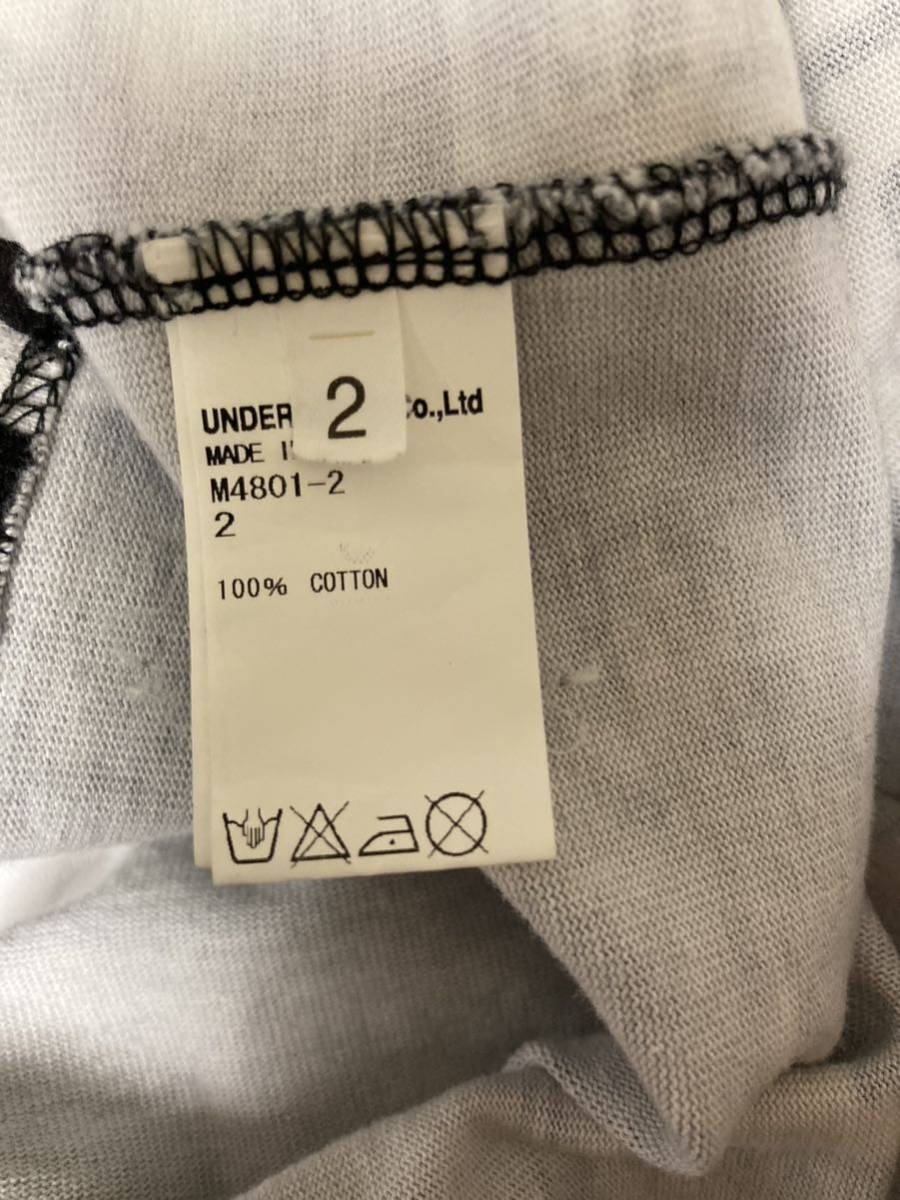 2
UNDER Co.,Ltd
MADE
M4801-2
2
100% COTTON